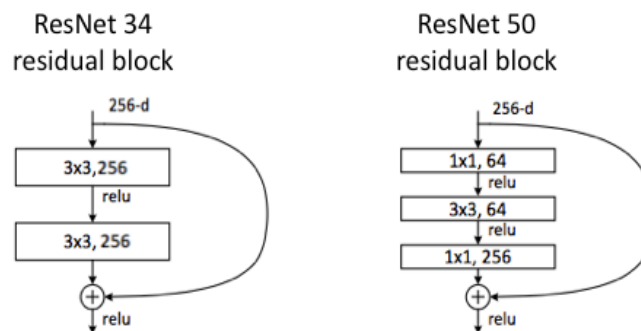 ResNet 34
residual block
256-d
3x3,256
relu
3x3, 256
relu
ResNet 50
residual block
256-d
1x1, 64
relu
3x3, 64
relu
1x1, 256
relu